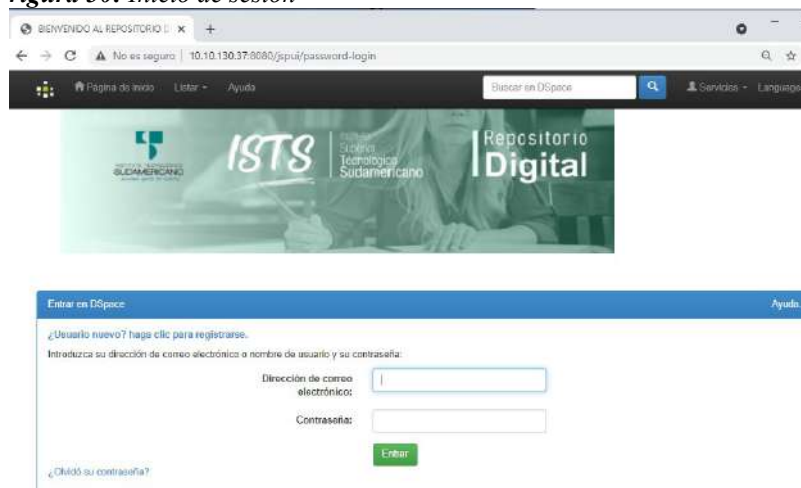 BIENVENIDO AL REPOSITORIO D
No es seguro | 10.10.130.37:8080/jspui/password-login
Página de inicio Listar Ayuda Buscar en DSpace Servicios Language
SUDAMERICANO
ISTS
Superior
Tecnológico
Sudamericano
Repositorio
Digital
Entrar en DSpace Ayuda.
¿Usuario nuevo? haga clic para registrarse.
Introduzca su dirección de correo electrónico o nombre de usuario y su contraseña:
Dirección de correo
electrónico:
Contraseña:
Entrar
¿Olvidó su contraseña?